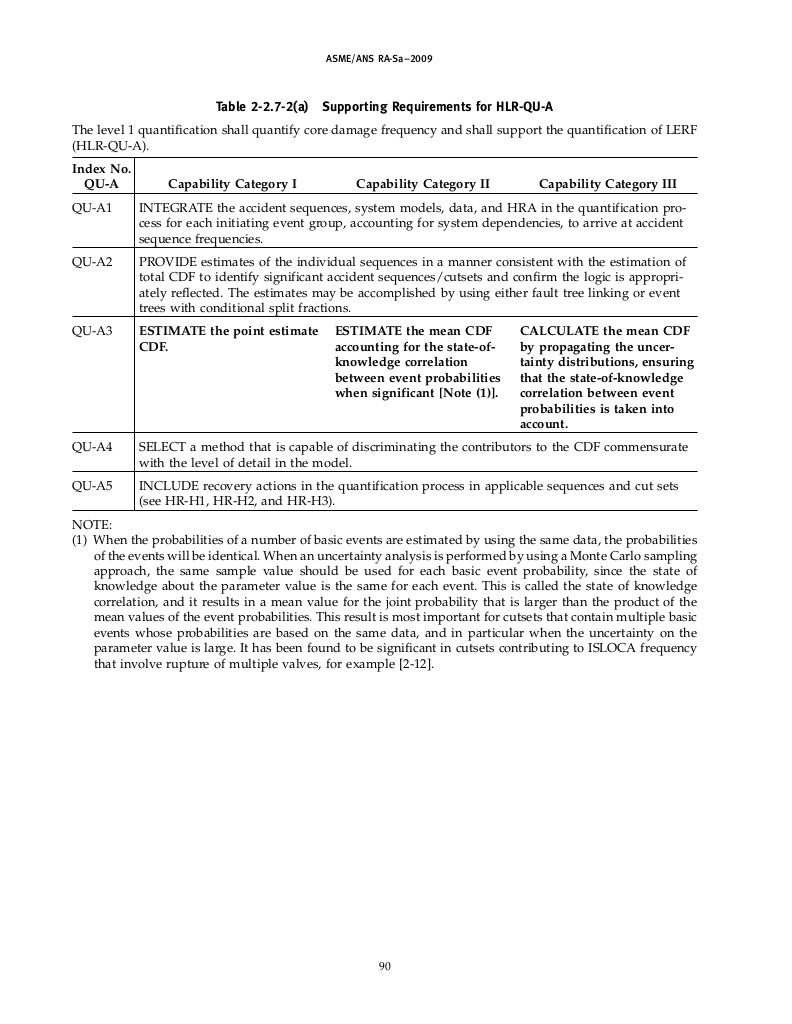 ASME/ANS RA-Sa–2009
Table 2-2.7-2(a) Supporting Requirements for HLR-QU-A
The level 1 quantification shall quantify core damage frequency and shall support the quantification of LERF
(HLR-QU-A).
Index No.
QU-A Capability Category I Capability Category II Capability Category III
QU-A1 INTEGRATE the accident sequences, system models, data, and HRA in the quantification pro-
cess for each initiating event group, accounting for system dependencies, to arrive at accident
sequence frequencies.
QU-A2 PROVIDE estimates of the individual sequences in a manner consistent with the estimation of
total CDF to identify significant accident sequences/cutsets and confirm the logic is appropri-
ately reflected. The estimates may be accomplished by using either fault tree linking or event
trees with conditional split fractions.
QU-A3 ESTIMATE the point estimate ESTIMATE the mean CDF CALCULATE the mean CDF
CDF. accounting for the state-of- by propagating the uncer-
knowledge correlation tainty distributions, ensuring
between event probabilities that the state-of-knowledge
when significant [Note (1)]. correlation between event
probabilities is taken into
account.
QU-A4 SELECT a method that is capable of discriminating the contributors to the CDF commensurate
with the level of detail in the model.
QU-A5 INCLUDE recovery actions in the quantification process in applicable sequences and cut sets
(see HR-H1, HR-H2, and HR-H3).
NOTE:
(1) When the probabilities of a number of basic events are estimated by using the same data, the probabilities
of the events will be identical. When an uncertainty analysis is performed by using a Monte Carlo sampling
approach, the same sample value should be used for each basic event probability, since the state of
knowledge about the parameter value is the same for each event. This is called the state of knowledge
correlation, and it results in a mean value for the joint probability that is larger than the product of the
mean values of the event probabilities. This result is most important for cutsets that contain multiple basic
events whose probabilities are based on the same data, and in particular when the uncertainty on the
parameter value is large. It has been found to be significant in cutsets contributing to ISLOCA frequency
that involve rupture of multiple valves, for example [2-12].
90